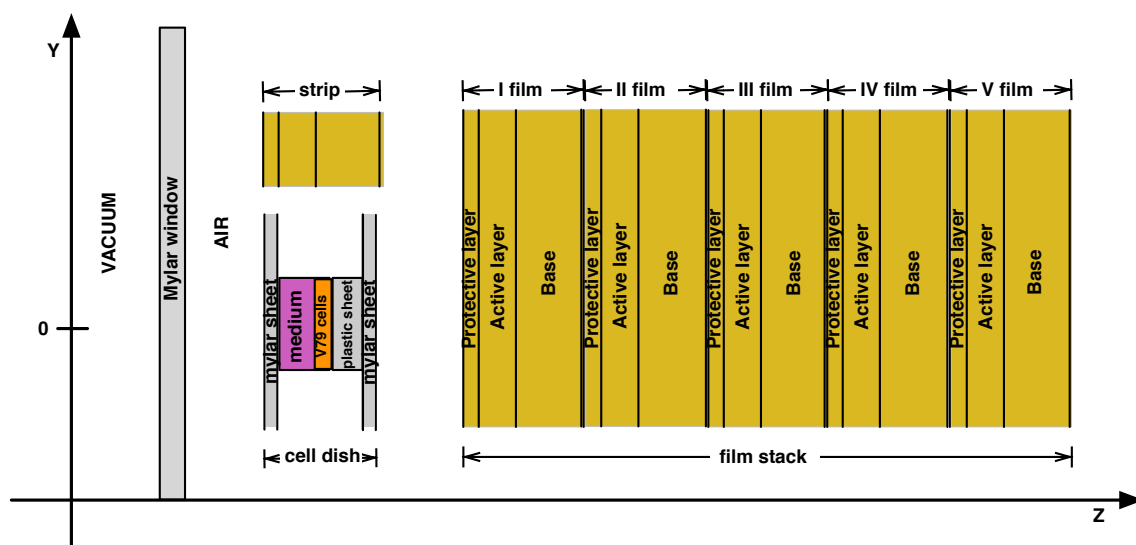 Y
strip
I film
II film
III film
IV film
V film
VACUUM
Mylar window
AIR
mylar sheet
medium
V79 cells
plastic sheet
mylar sheet
Protective layer
Active layer
Base
Protective layer
Active layer
Base
Protective layer
Active layer
Base
Protective layer
Active layer
Base
Protective layer
Active layer
Base
0
cell dish
film stack
Z